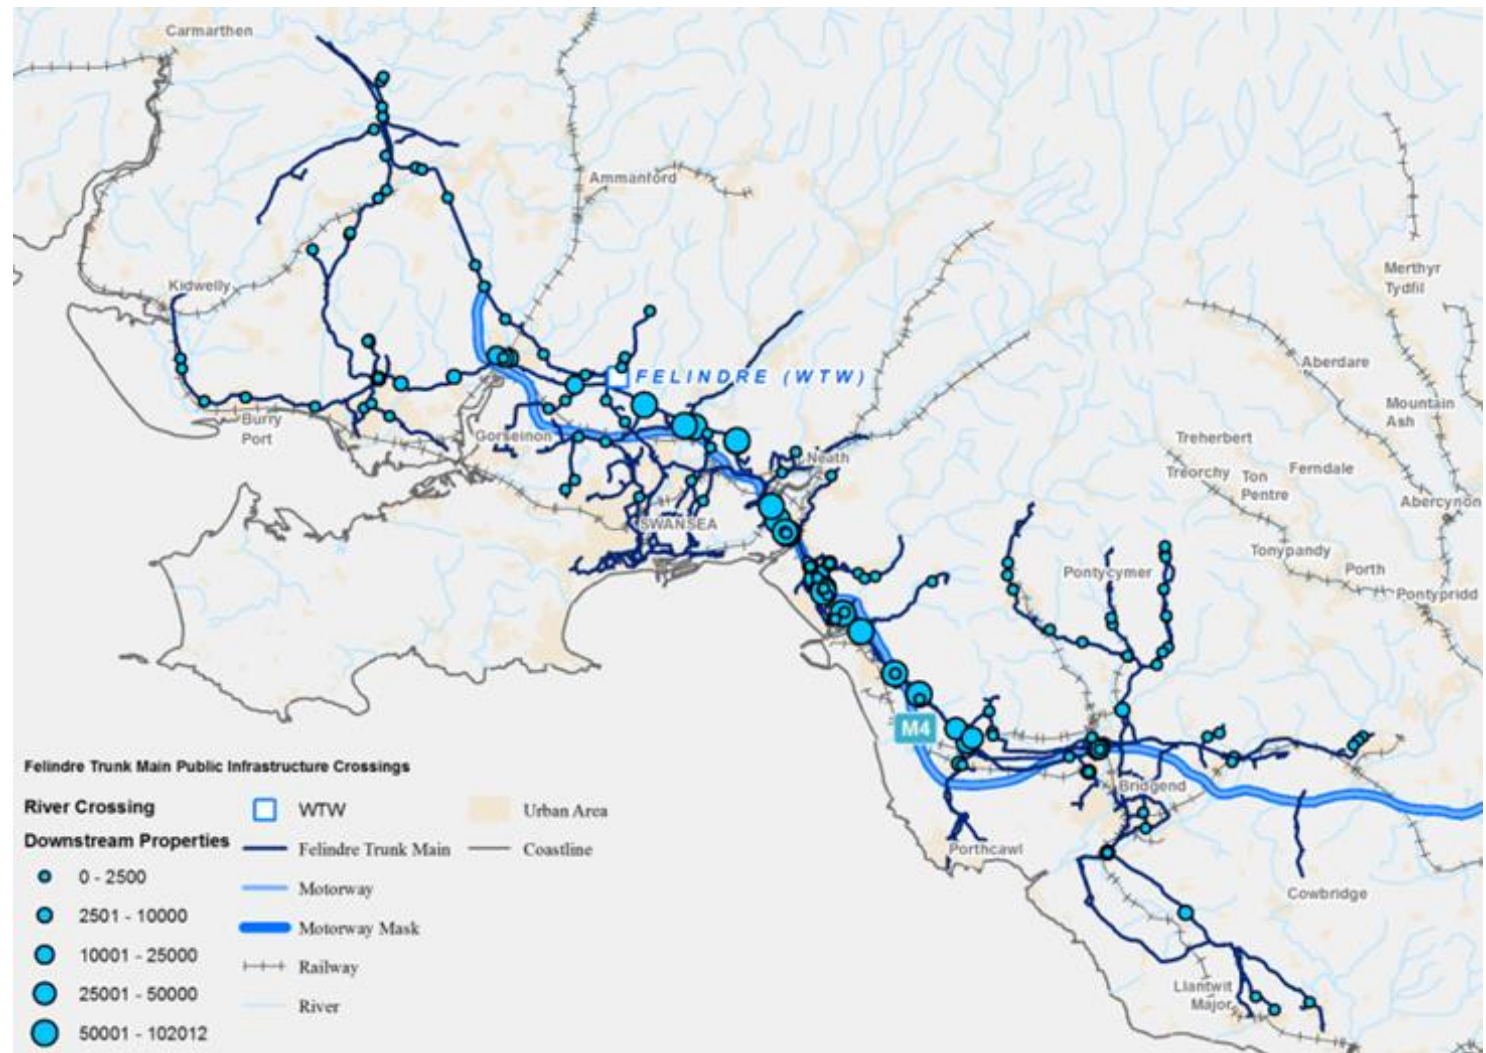 Carmarthen
Ammanford
Merthyr
Tydfil
Kidwelly
Aberdare
FELINDRE (WTW)
Mountain
Ash
Burry
Port
Gorseinon
Treherbert
Neath
Treorchy
Ton
Pentre
Ferndale
Abercynon
SWANSEA
Tonypandy
Pontycymer
Porth
Pontypridd
M4
Bridgend
Porthcawl
Cowbridge
Llantwit
Major
Felindre Trunk Main Public Infrastructure Crossings
River Crossing
Downstream Properties
0 - 2500
2501 - 10000
10001 - 25000
25001 - 50000
50001 - 102012
WTW
Felindre Trunk Main
Motorway
Motorway Mask
Railway
River
Urban Area
Coastline